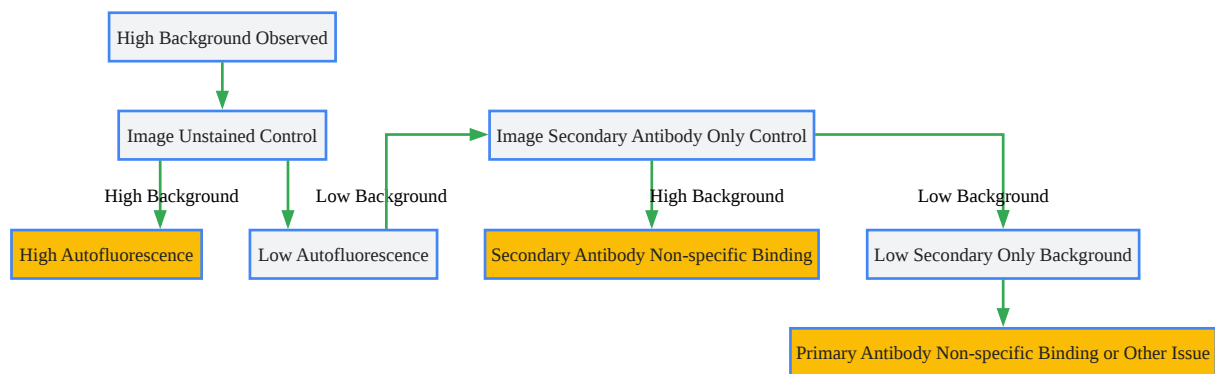 High Background Observed
Image Unstained Control
Image Secondary Antibody Only Control
High Background
Low Background
High Background
Low Background
High Autofluorescence
Low Autofluorescence
Secondary Antibody Non-specific Binding
Low Secondary Only Background
Primary Antibody Non-specific Binding or Other Issue